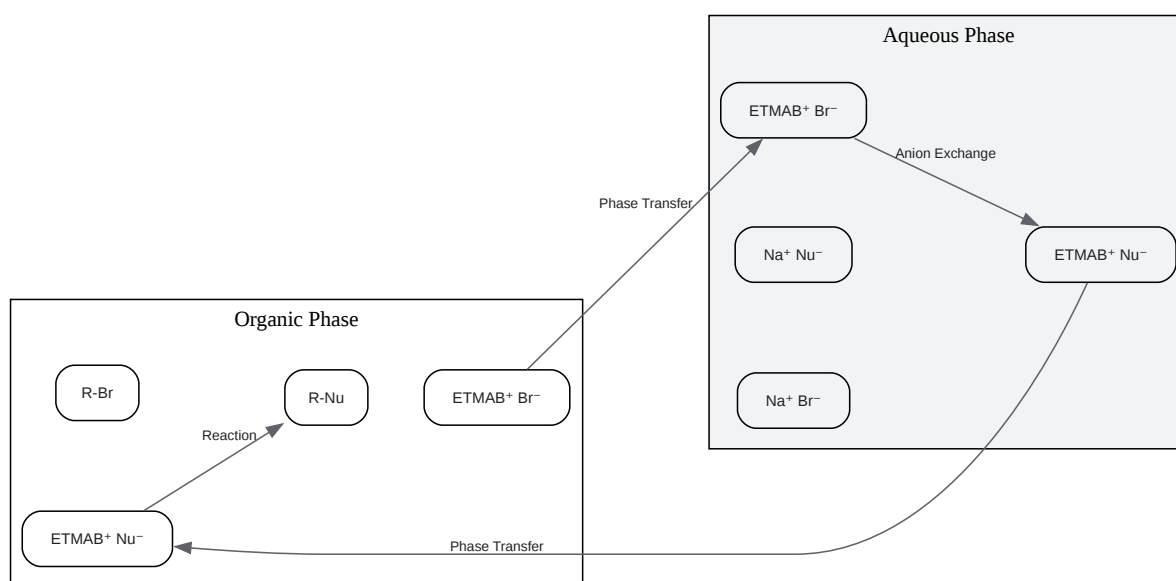 Aqueous Phase
ETMAB⁺ Br⁻
Anion Exchange
Phase Transfer
Na⁺ Nu⁻
ETMAB⁺ Nu⁻
Organic Phase
R-Br
R-Nu
ETMAB⁺ Br⁻
Na⁺ Br⁻
Reaction
ETMAB⁺ Nu⁻
Phase Transfer